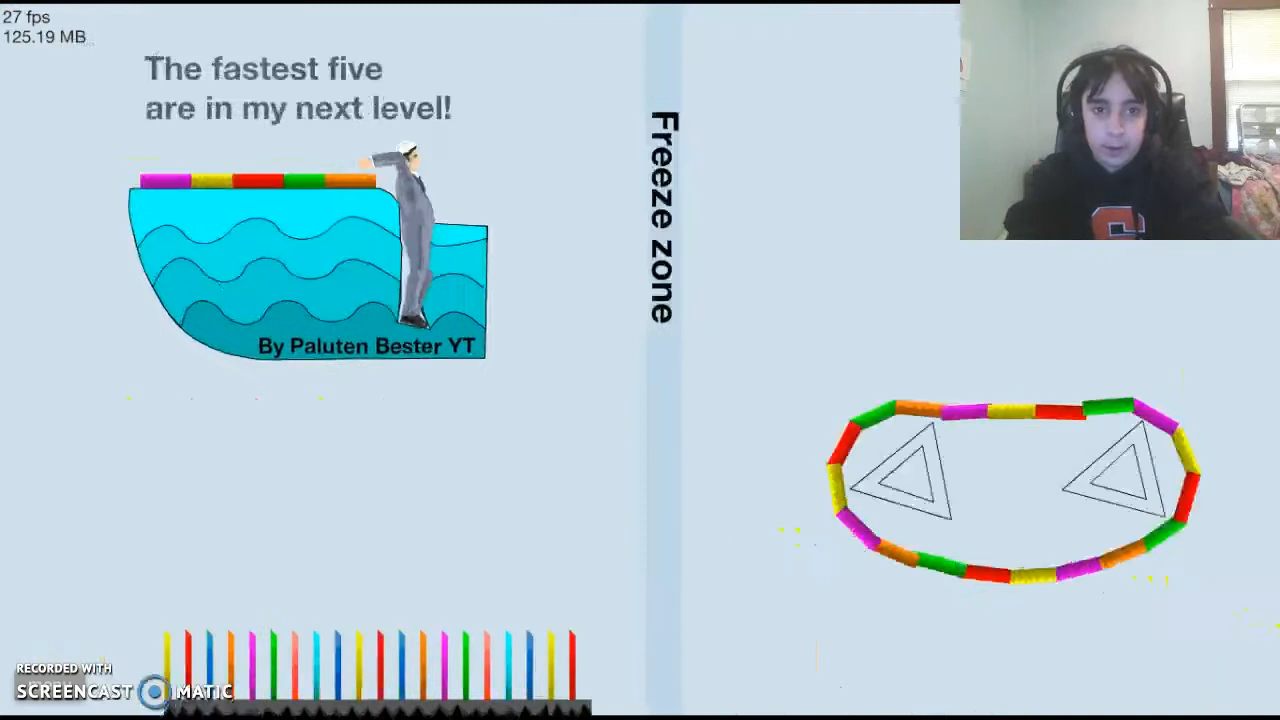 27 fps
125.19 MB
The fastest five
are in my next level!
Freeze zone
By Paluten Bester YT
RECORDED WITH
SCREENCAST MATIC